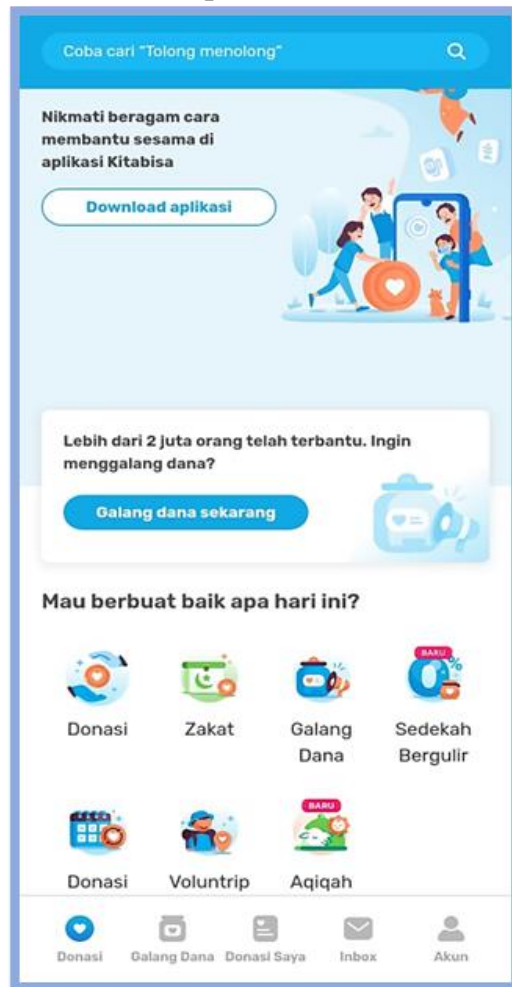 Coba cari "Tolong menolong"
Nikmati beragam cara
membantu sesama di
aplikasi Kitabisa
Download aplikasi
Lebih dari 2 juta orang telah terbantu. Ingin
menggalang dana?
Galang dana sekarang
Mau berbuat baik apa hari ini?
BARU
%
Donasi Zakat Galang Sedekah
Dana Bergulir
BARU
Donasi Voluntrip Aqiqah
Donasi Galang Dana Donasi Saya Inbox Akun